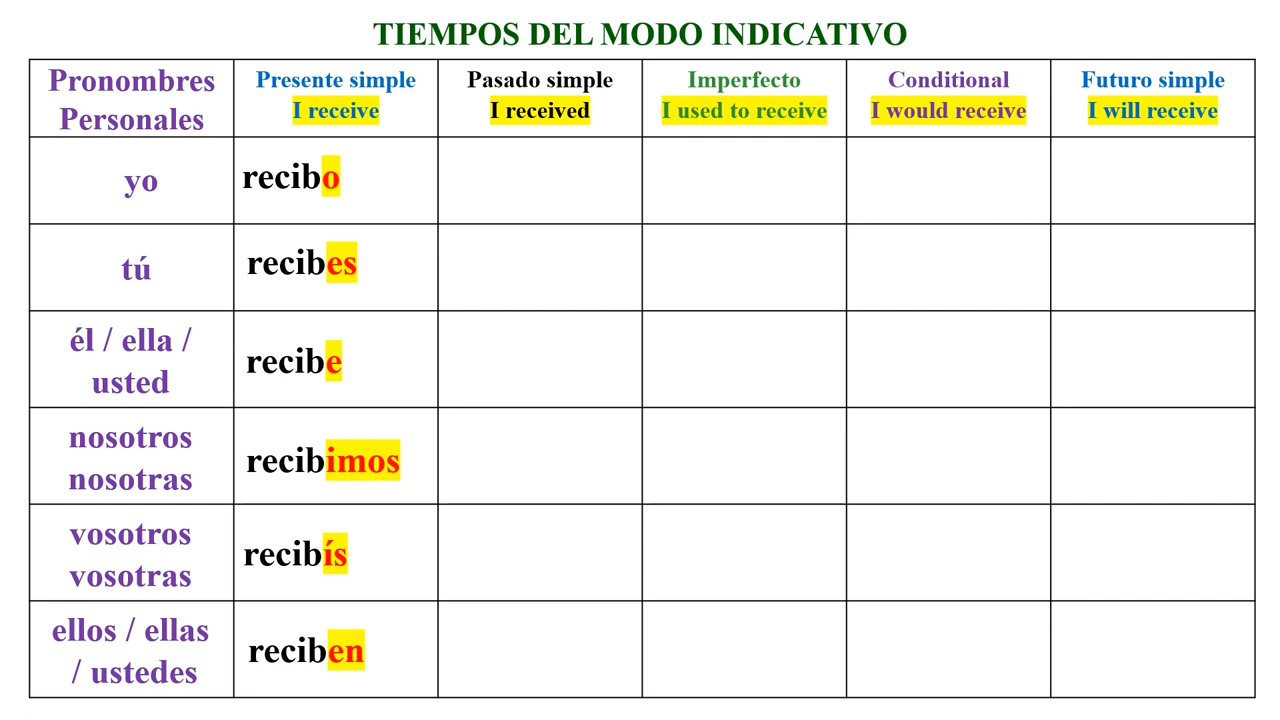 TIEMPOS DEL MODO INDICATIVO
Pronombres Personales
Presente simple
I receive
Pasado simple
I received
Imperfecto
I used to receive
Conditional
I would receive
Futuro simple
I will receive
yo
recibo
tú
recibes
él / ella /
usted
recibe
nosotros
nosotras
recibimos
vosotros
vosotras
recibís
ellos / ellas
/ ustedes
reciben